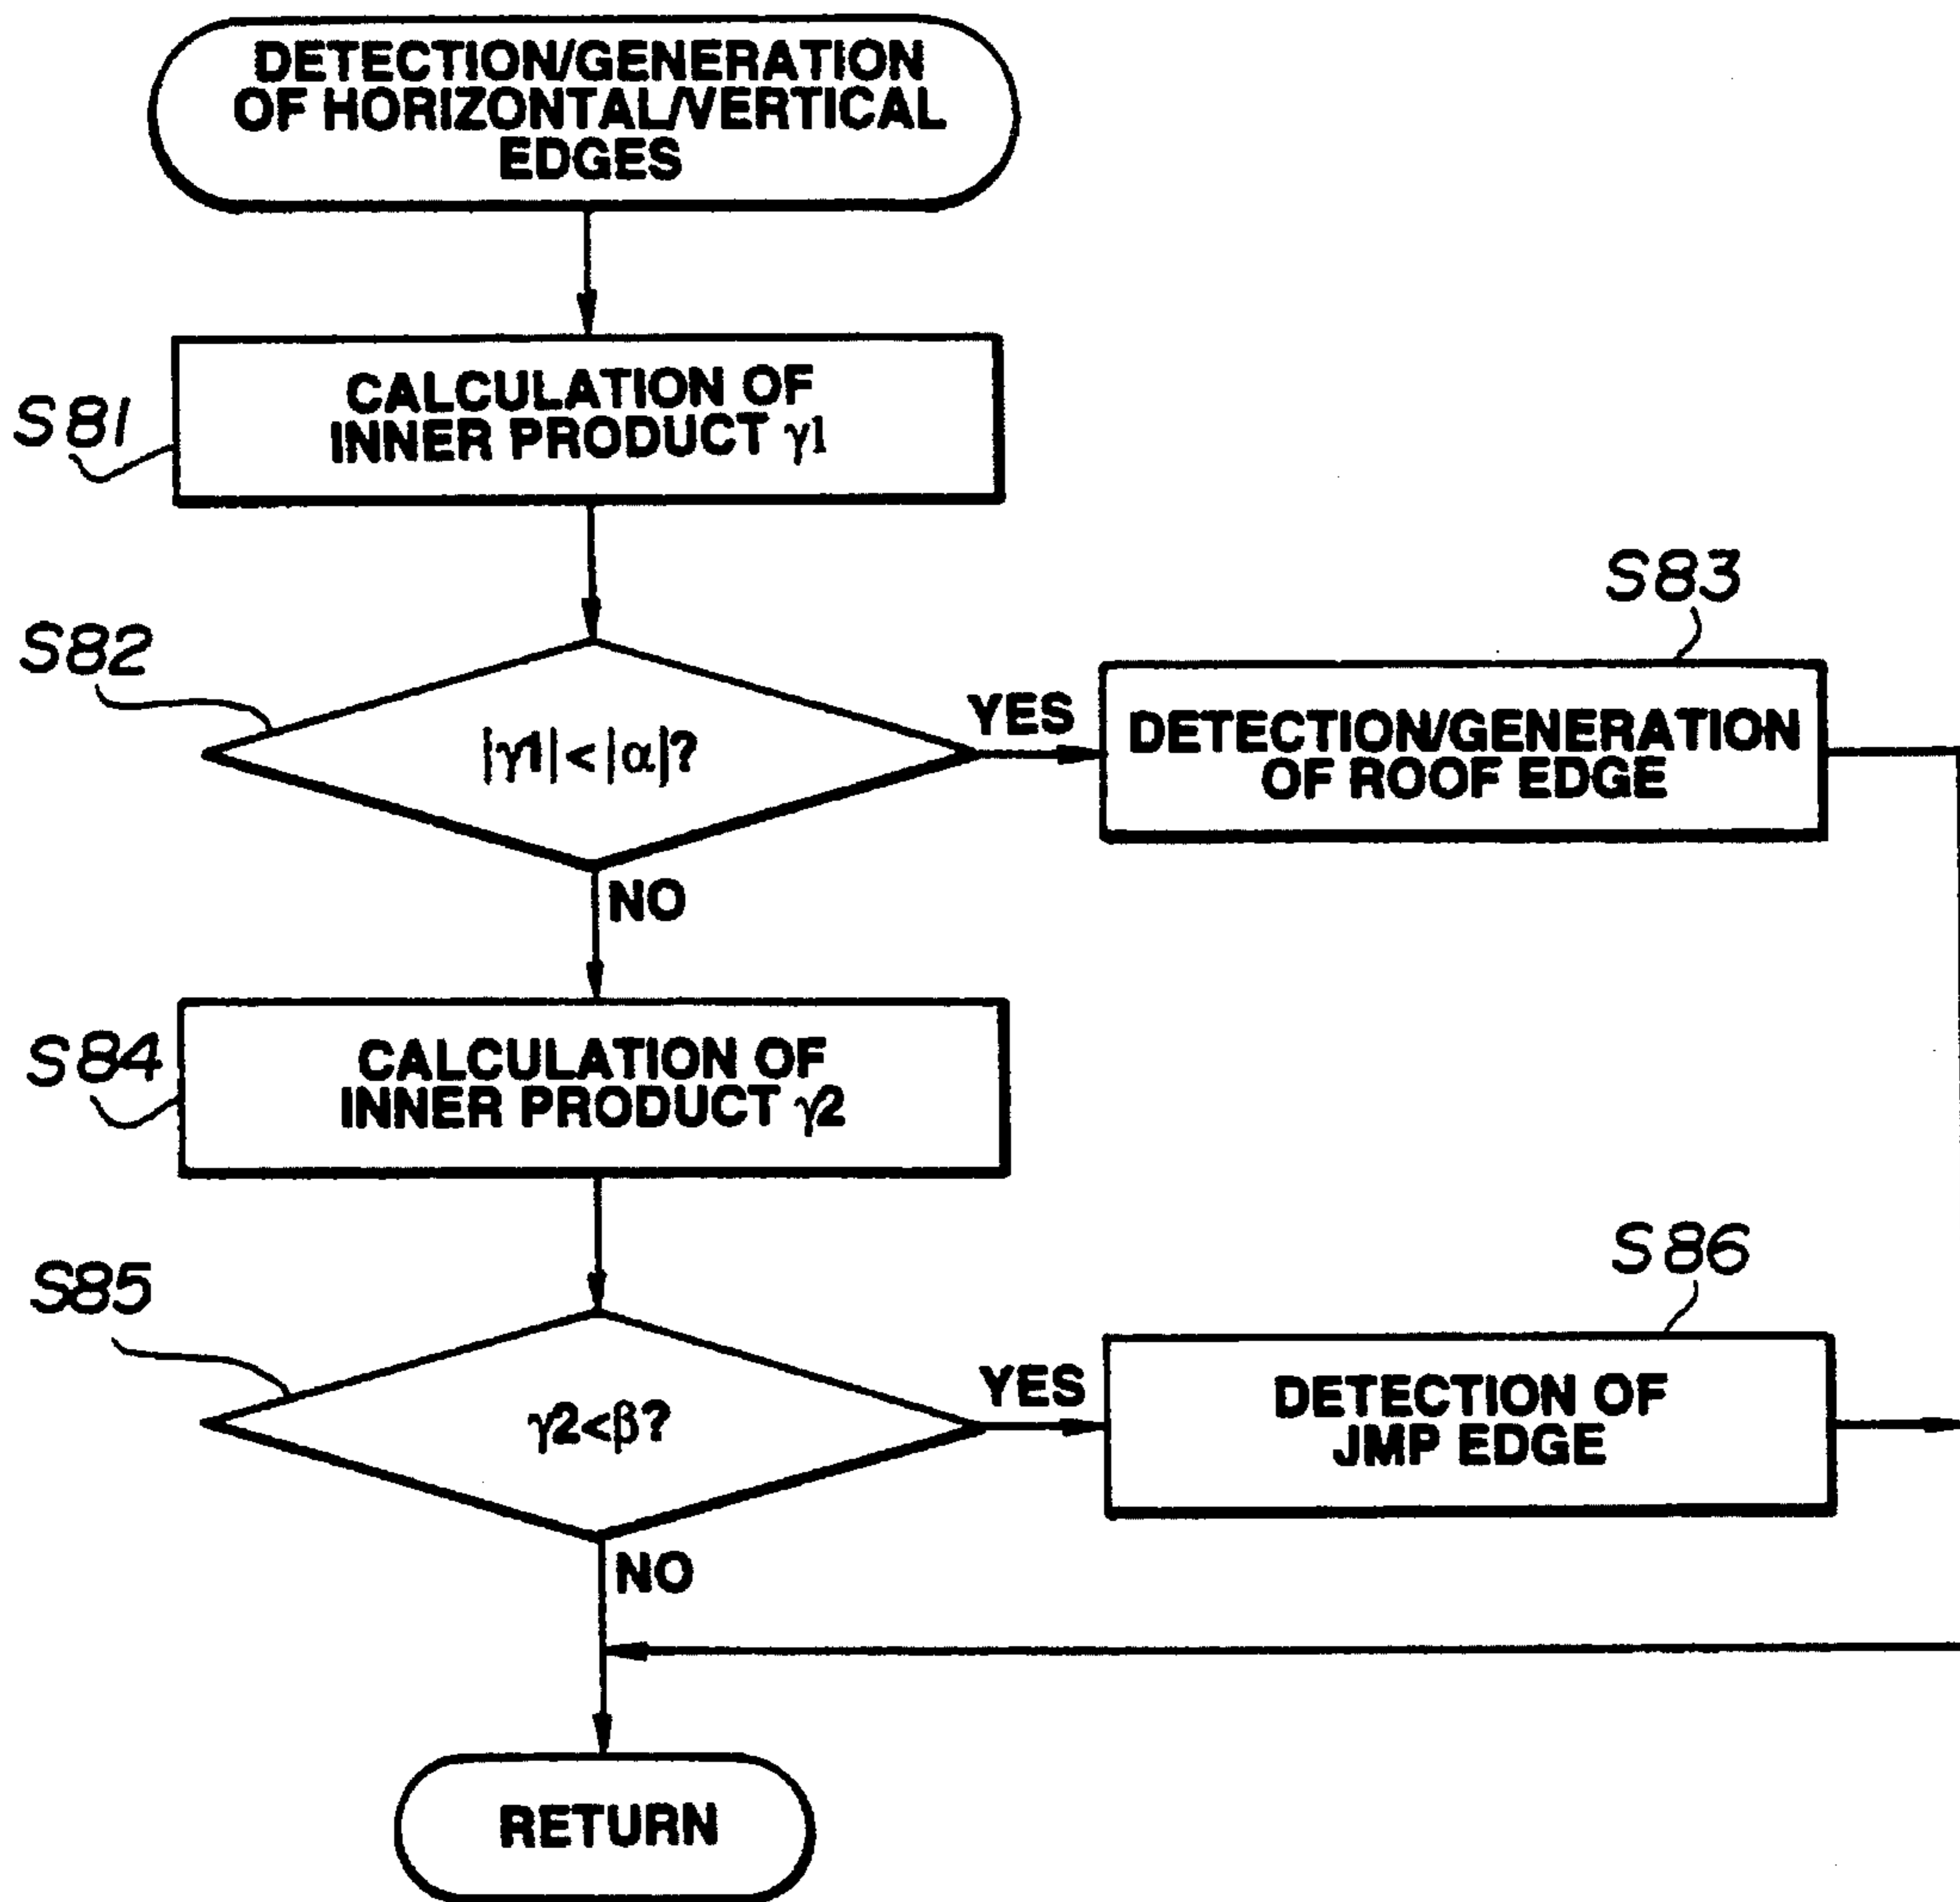 DETECTION/GENERATION
OF HORIZONTAL/VERTICAL
EDGES
S81
CALCULATION OF
INNER PRODUCT γ1
S82
|γ1|<|α|?
YES
S83
DETECTION/GENERATION
OF ROOF EDGE
NO
S84
CALCULATION OF
INNER PRODUCT γ2
S85
γ2<β?
YES
S86
DETECTION OF
JMP EDGE
NO
RETURN